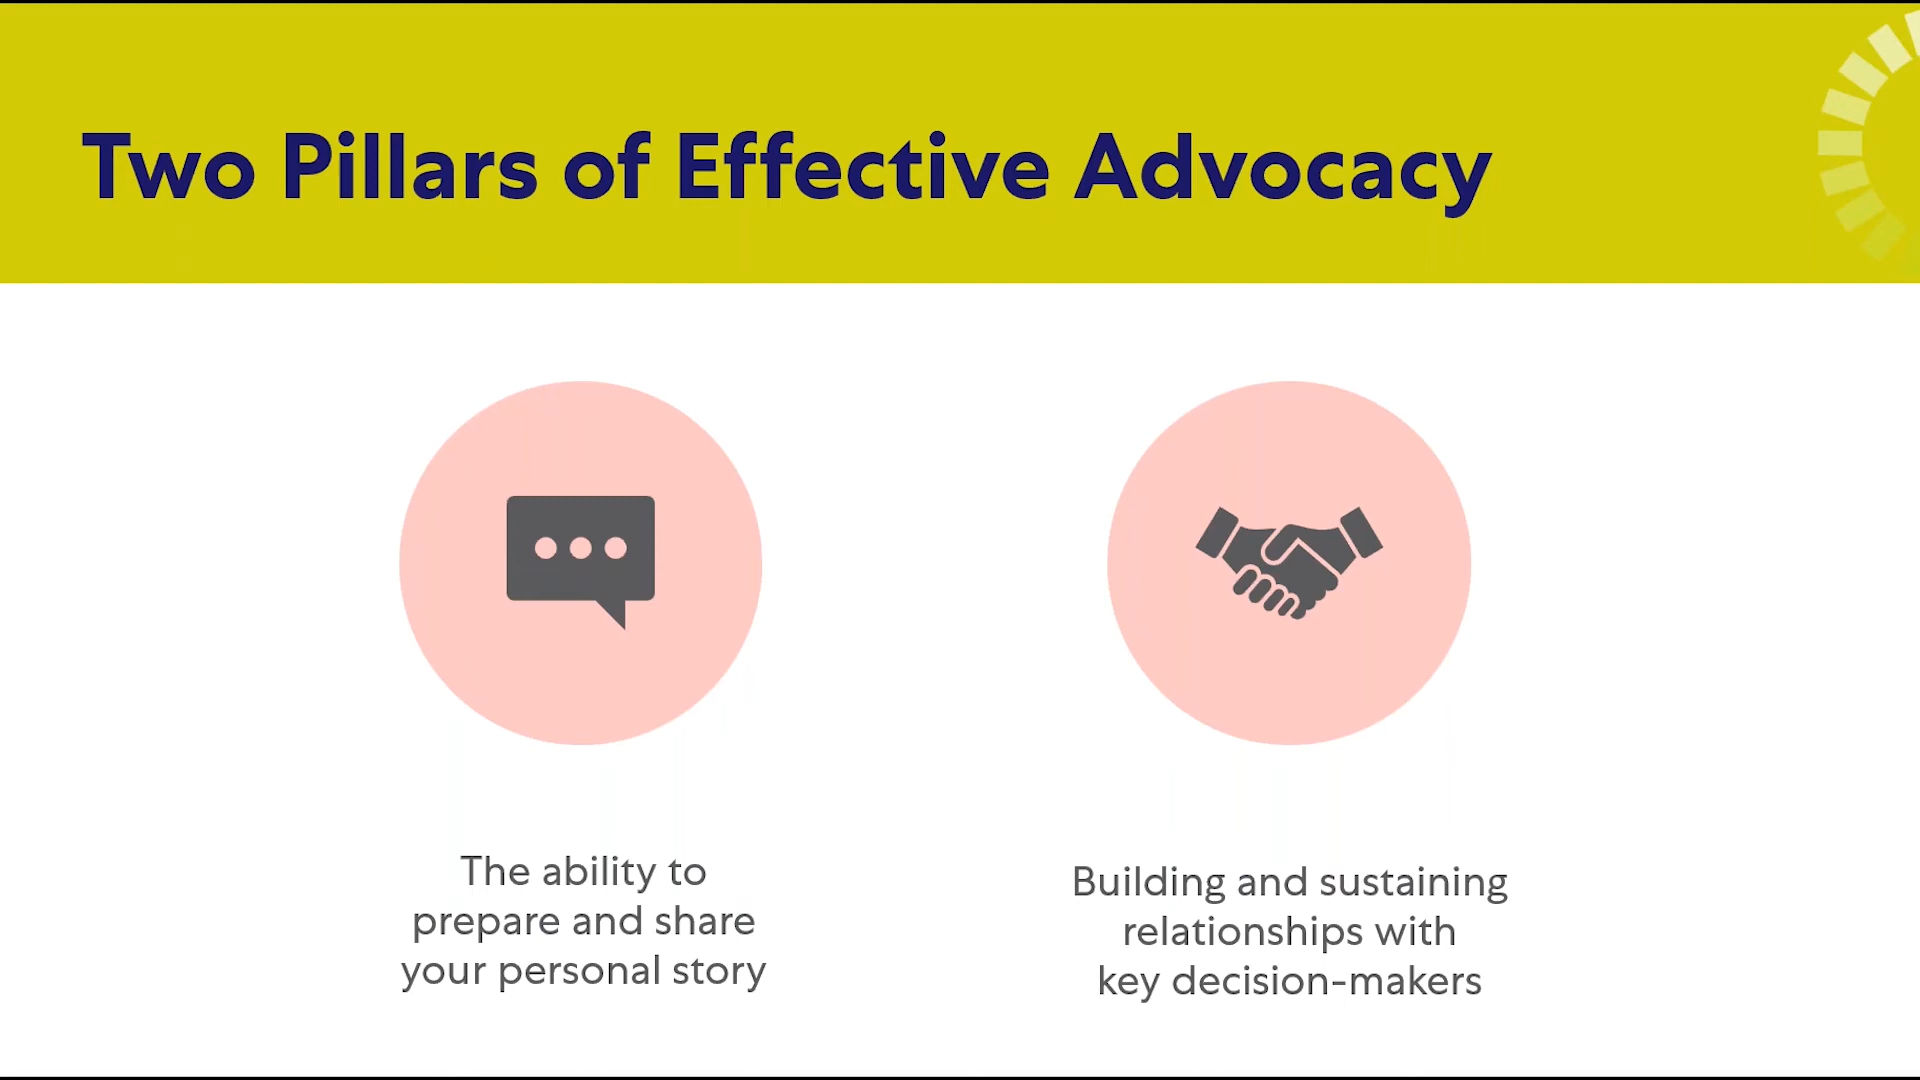 Two Pillars of Effective Advocacy
The ability to
prepare and share
your personal story
Building and sustaining
relationships with
key decision-makers